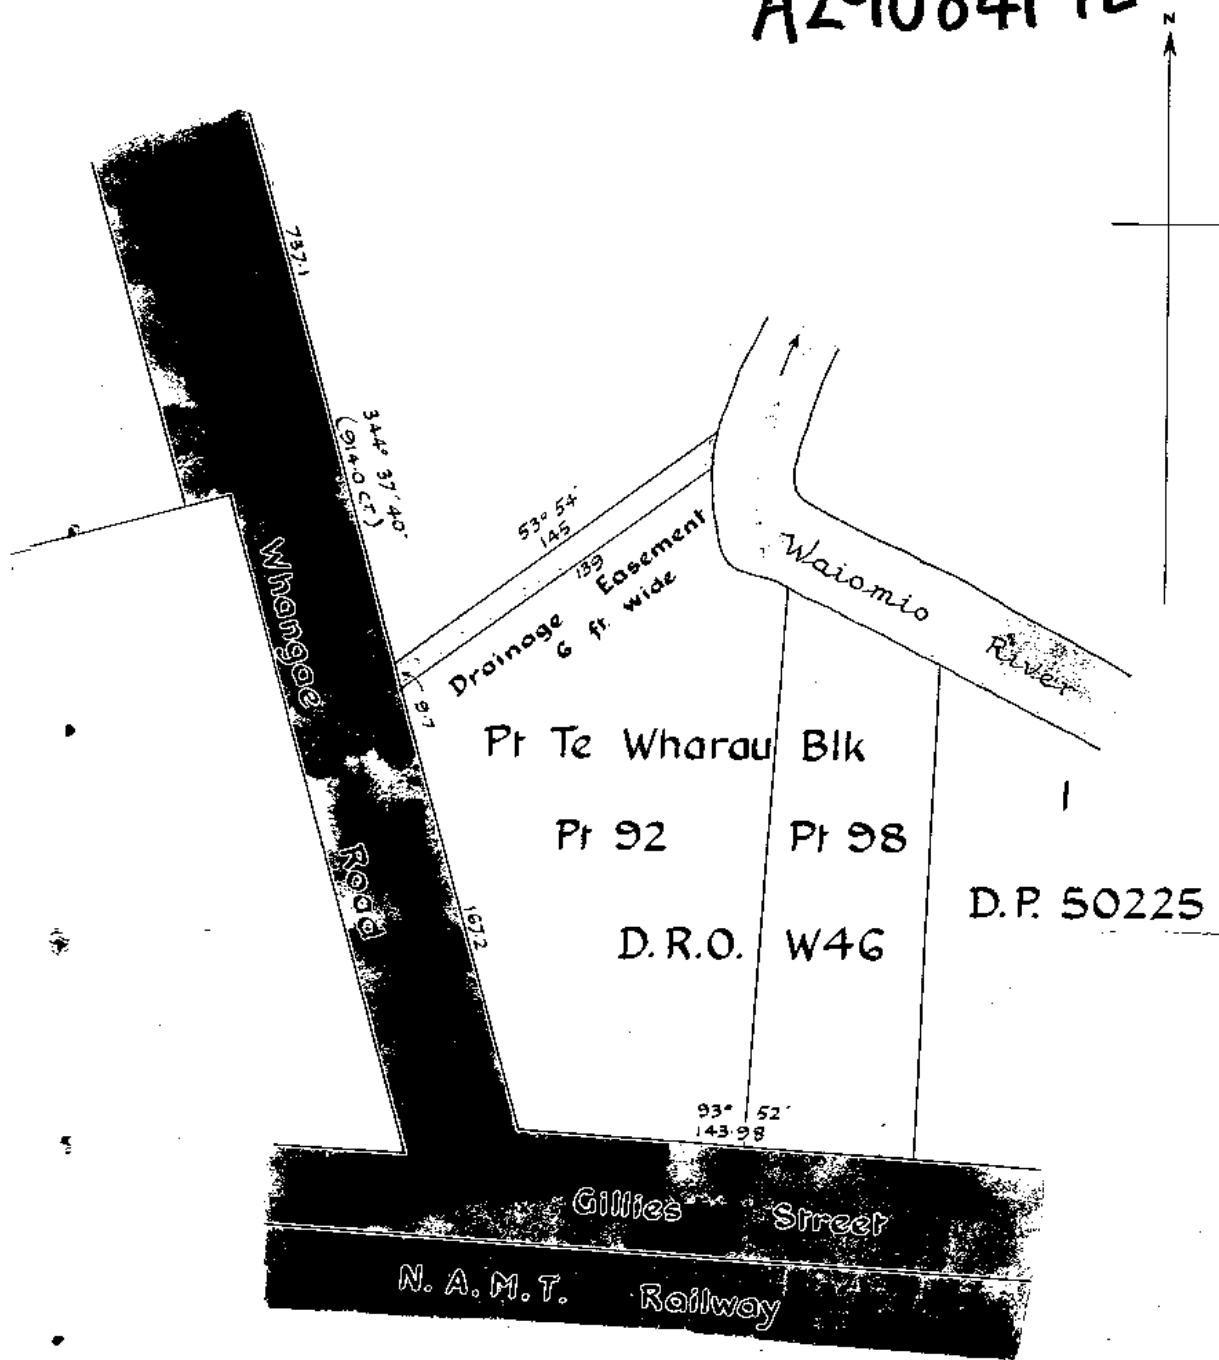 N
737.1
344° 37' 40"
(914.0 C.T.)
53° 54'
145
139
Drainage Easement
6 ft. wide
Waiomio River
Whangae Road
9.7
Pt Te Wharau Blk
1
Pt 92 Pt 98
D.P. 50225
D.R.O. W46
167.2
93° 52'
143.98
Gillies Street
N. A. M. T. Railway